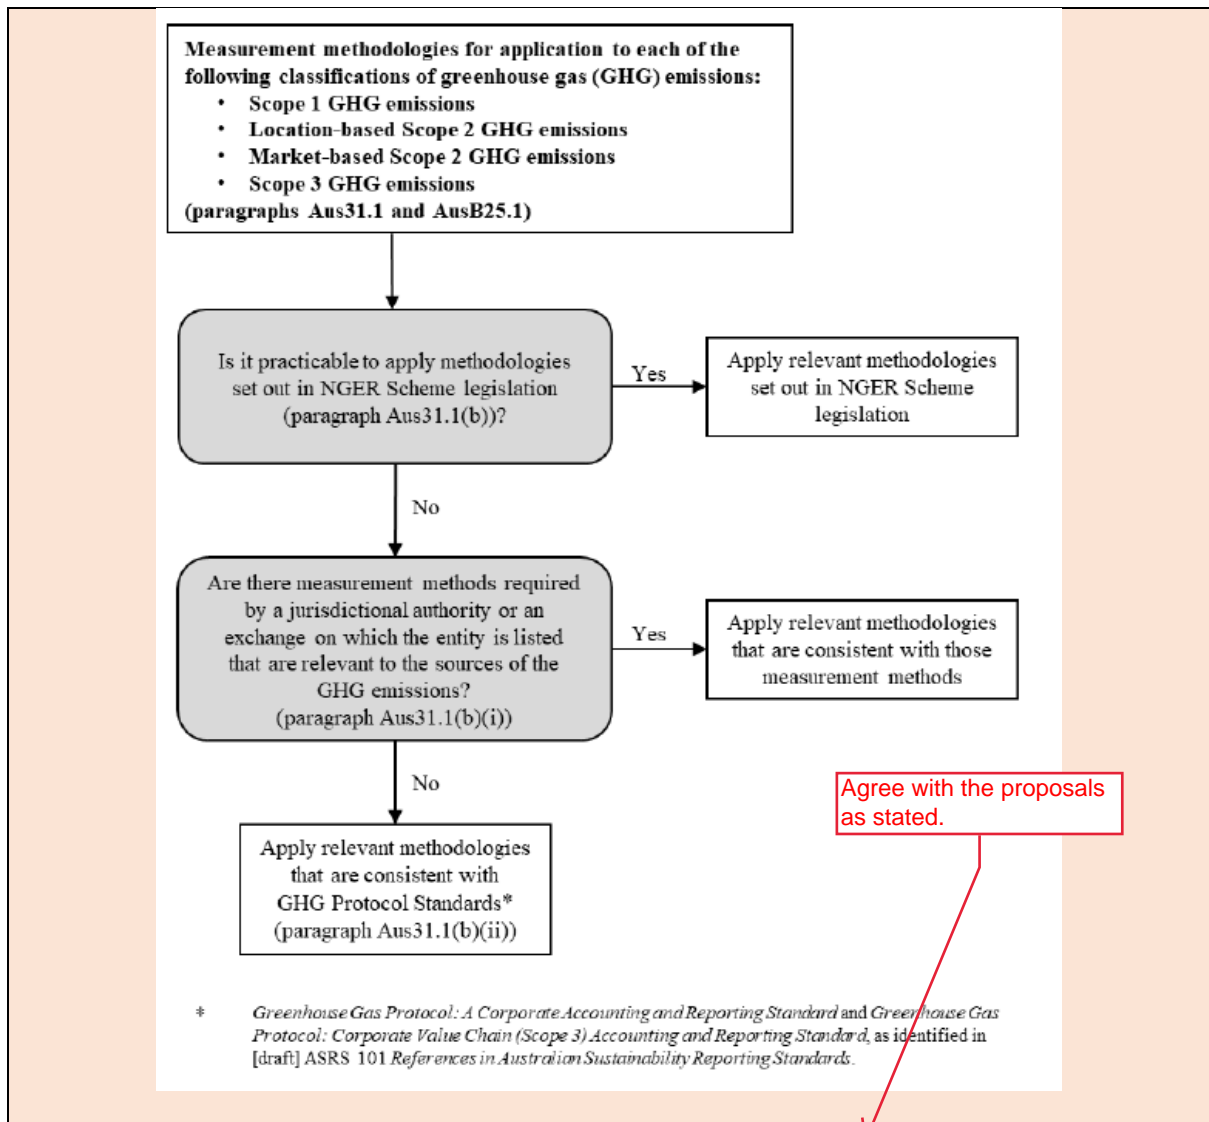 Measurement methodologies for application to each of the
following classifications of greenhouse gas (GHG) emissions:
• Scope 1 GHG emissions
• Location-based Scope 2 GHG emissions
• Market-based Scope 2 GHG emissions
• Scope 3 GHG emissions
(paragraphs Aus31.1 and AusB25.1)
Is it practicable to apply methodologies
set out in NGER Scheme legislation
(paragraph Aus31.1(b))?
Yes
Apply relevant methodologies
set out in NGER Scheme
legislation
No
Are there measurement methods required
by a jurisdictional authority or an
exchange on which the entity is listed
that are relevant to the sources of the
GHG emissions?
(paragraph Aus31.1(b)(i))
Yes
Apply relevant methodologies
that are consistent with those
measurement methods
No
Agree with the proposals
as stated.
Apply relevant methodologies
that are consistent with
GHG Protocol Standards*
(paragraph Aus31.1(b)(ii))
* Greenhouse Gas Protocol: A Corporate Accounting and Reporting Standard and Greenhouse Gas
Protocol: Corporate Value Chain (Scope 3) Accounting and Reporting Standard, as identified in
[draft] ASRS 101 References in Australian Sustainability Reporting Standards.